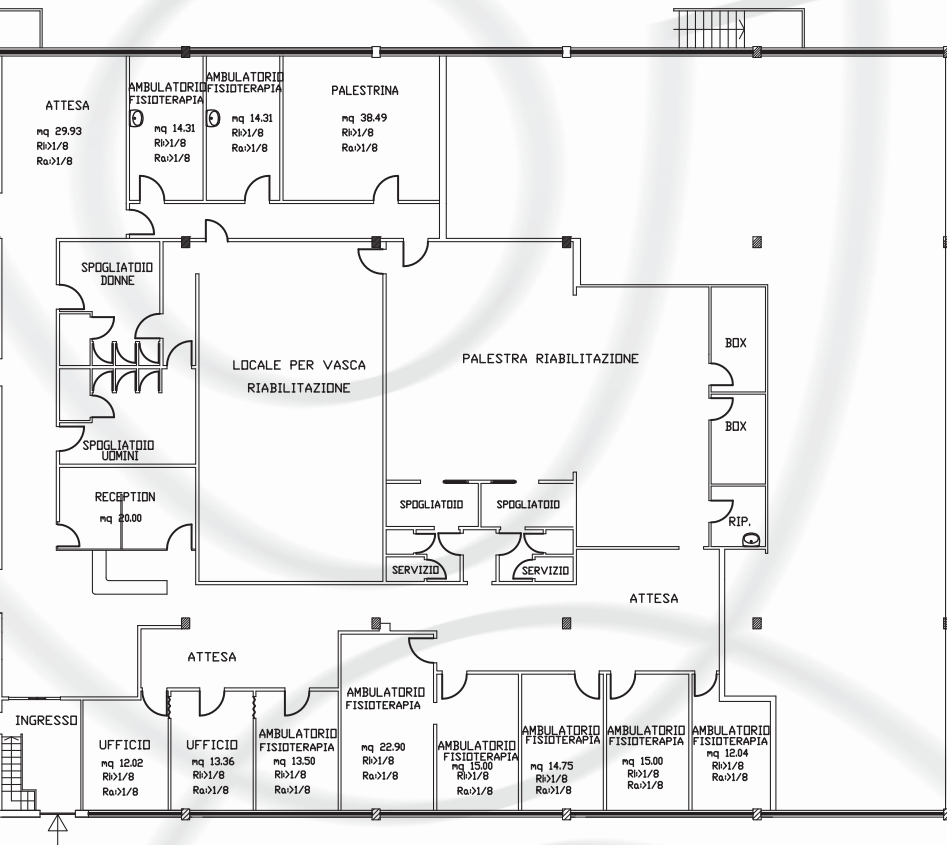 ATTESA
mq 29.93
Ri>1/8
Ra>1/8
AMBULATORIO
FISIOTERAPIA
mq 14.31
Ri>1/8
Ra>1/8
AMBULATORIO
FISIOTERAPIA
mq 14.31
Ri>1/8
Ra>1/8
PALESTRINA
mq 38.49
Ri>1/8
Ra>1/8
SPOGLIATOIO
DONNE
LOCALE PER VASCA
RIABILITAZIONE
PALESTRA RIABILITAZIONE
BOX
BOX
SPOGLIATOIO
UOMINI
RECEPTION
mq 20.00
SPOGLIATOIO
SPOGLIATOIO
RIP.
SERVIZIO
SERVIZIO
ATTESA
ATTESA
INGRESSO
UFFICIO
mq 12.02
Ri>1/8
Ra>1/8
UFFICIO
mq 13.36
Ri>1/8
Ra>1/8
AMBULATORIO
FISIOTERAPIA
mq 13.50
Ri>1/8
Ra>1/8
AMBULATORIO
FISIOTERAPIA
mq 22.90
Ri>1/8
Ra>1/8
AMBULATORIO
FISIOTERAPIA
mq 15.00
Ri>1/8
Ra>1/8
AMBULATORIO
FISIOTERAPIA
mq 14.75
Ri>1/8
Ra>1/8
AMBULATORIO
FISIOTERAPIA
mq 15.00
Ri>1/8
Ra>1/8
AMBULATORIO
FISIOTERAPIA
mq 12.04
Ri>1/8
Ra>1/8